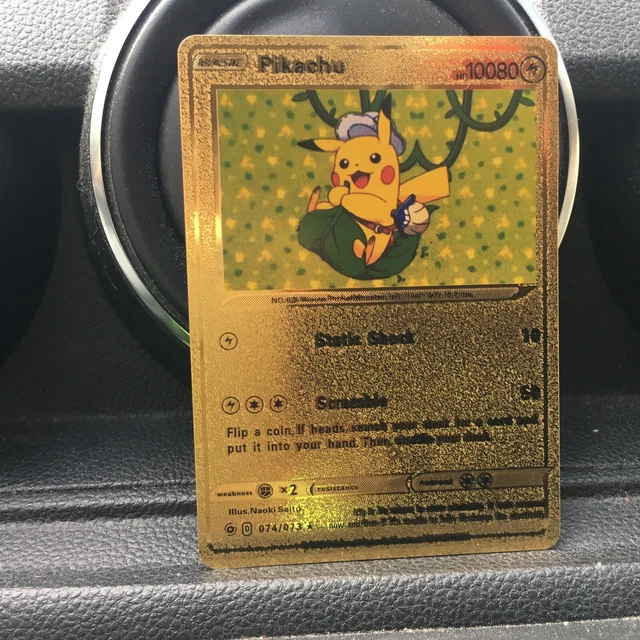 BASIC Pikachu HP10080
Static Shock 10
Scramble 50
Flip a coin. If heads search your deck for a card and
put it into your hand. Then, shuffle your deck.
weakness x2 resistance retreat
Illus.Naoki Saito
074/073